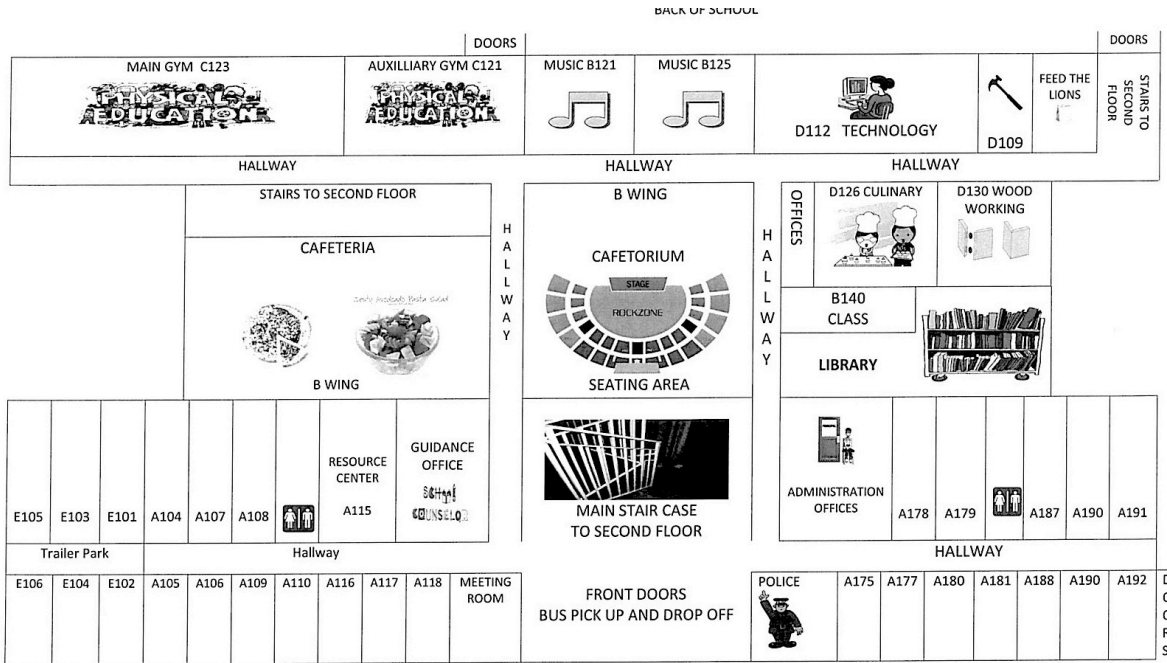 BACK OF SCHOOL
DOORS
DOORS
MAIN GYM C123
PHYSICAL
EDUCATION
AUXILLIARY GYM C121
PHYSICAL
EDUCATION
MUSIC B121
MUSIC B125
D112 TECHNOLOGY
D109
FEED THE
LIONS
STAIRS TO
SECOND
FLOOR
HALLWAY
HALLWAY
HALLWAY
STAIRS TO SECOND FLOOR
CAFETERIA
Pasta Salad
B WING
HALLWAY
B WING
CAFETORIUM
STAGE
ROCKZONE
SEATING AREA
HALLWAY
OFFICES
D126 CULINARY
D130 WOOD
WORKING
B140
CLASS
LIBRARY
E105
E103
E101
A104
A107
A108
RESOURCE
CENTER
A115
GUIDANCE
OFFICE
SCHOOL
COUNSELOR
MAIN STAIR CASE
TO SECOND FLOOR
ADMINISTRATION
OFFICES
A178
A179
A187
A190
A191
Trailer Park
Hallway
HALLWAY
E106
E104
E102
A105
A106
A109
A110
A116
A117
A118
MEETING
ROOM
FRONT DOORS
BUS PICK UP AND DROP OFF
POLICE
A175
A177
A180
A181
A188
A190
A192